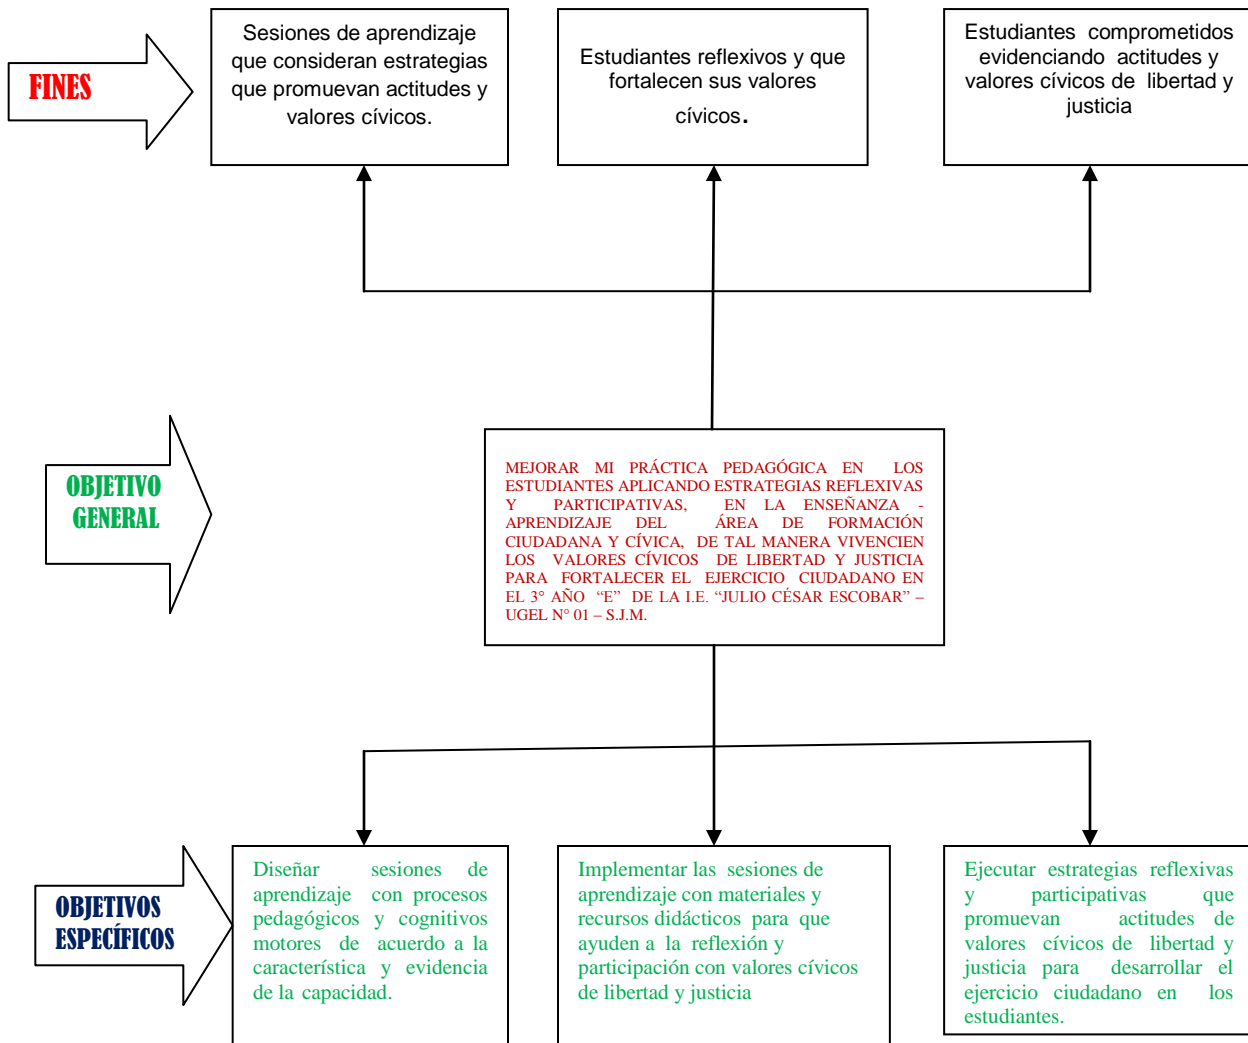 FINES
Sesiones de aprendizaje
que consideran estrategias
que promuevan actitudes y
valores cívicos.
Estudiantes reflexivos y que
fortalecen sus valores
cívicos.
Estudiantes comprometidos
evidenciando actitudes y
valores cívicos de libertad y
justicia
OBJETIVO
GENERAL
MEJORAR MI PRÁCTICA PEDAGÓGICA EN LOS
ESTUDIANTES APLICANDO ESTRATEGIAS REFLEXIVAS
Y PARTICIPATIVAS, EN LA ENSEÑANZA -
APRENDIZAJE DEL ÁREA DE FORMACIÓN
CIUDADANA Y CÍVICA, DE TAL MANERA VIVENCIEN
LOS VALORES CÍVICOS DE LIBERTAD Y JUSTICIA
PARA FORTALECER EL EJERCICIO CIUDADANO EN
EL 3° AÑO “E” DE LA I.E. “JULIO CÉSAR ESCOBAR” –
UGEL N° 01 – S.J.M.
OBJETIVOS
ESPECÍFICOS
Diseñar sesiones de
aprendizaje con procesos
pedagógicos y cognitivos
motores de acuerdo a la
característica y evidencia
de la capacidad.
Implementar las sesiones de
aprendizaje con materiales y
recursos didácticos para que
ayuden a la reflexión y
participación con valores cívicos
de libertad y justicia
Ejecutar estrategias reflexivas
y participativas que
promuevan actitudes de
valores cívicos de libertad y
justicia para desarrollar el
ejercicio ciudadano en los
estudiantes.